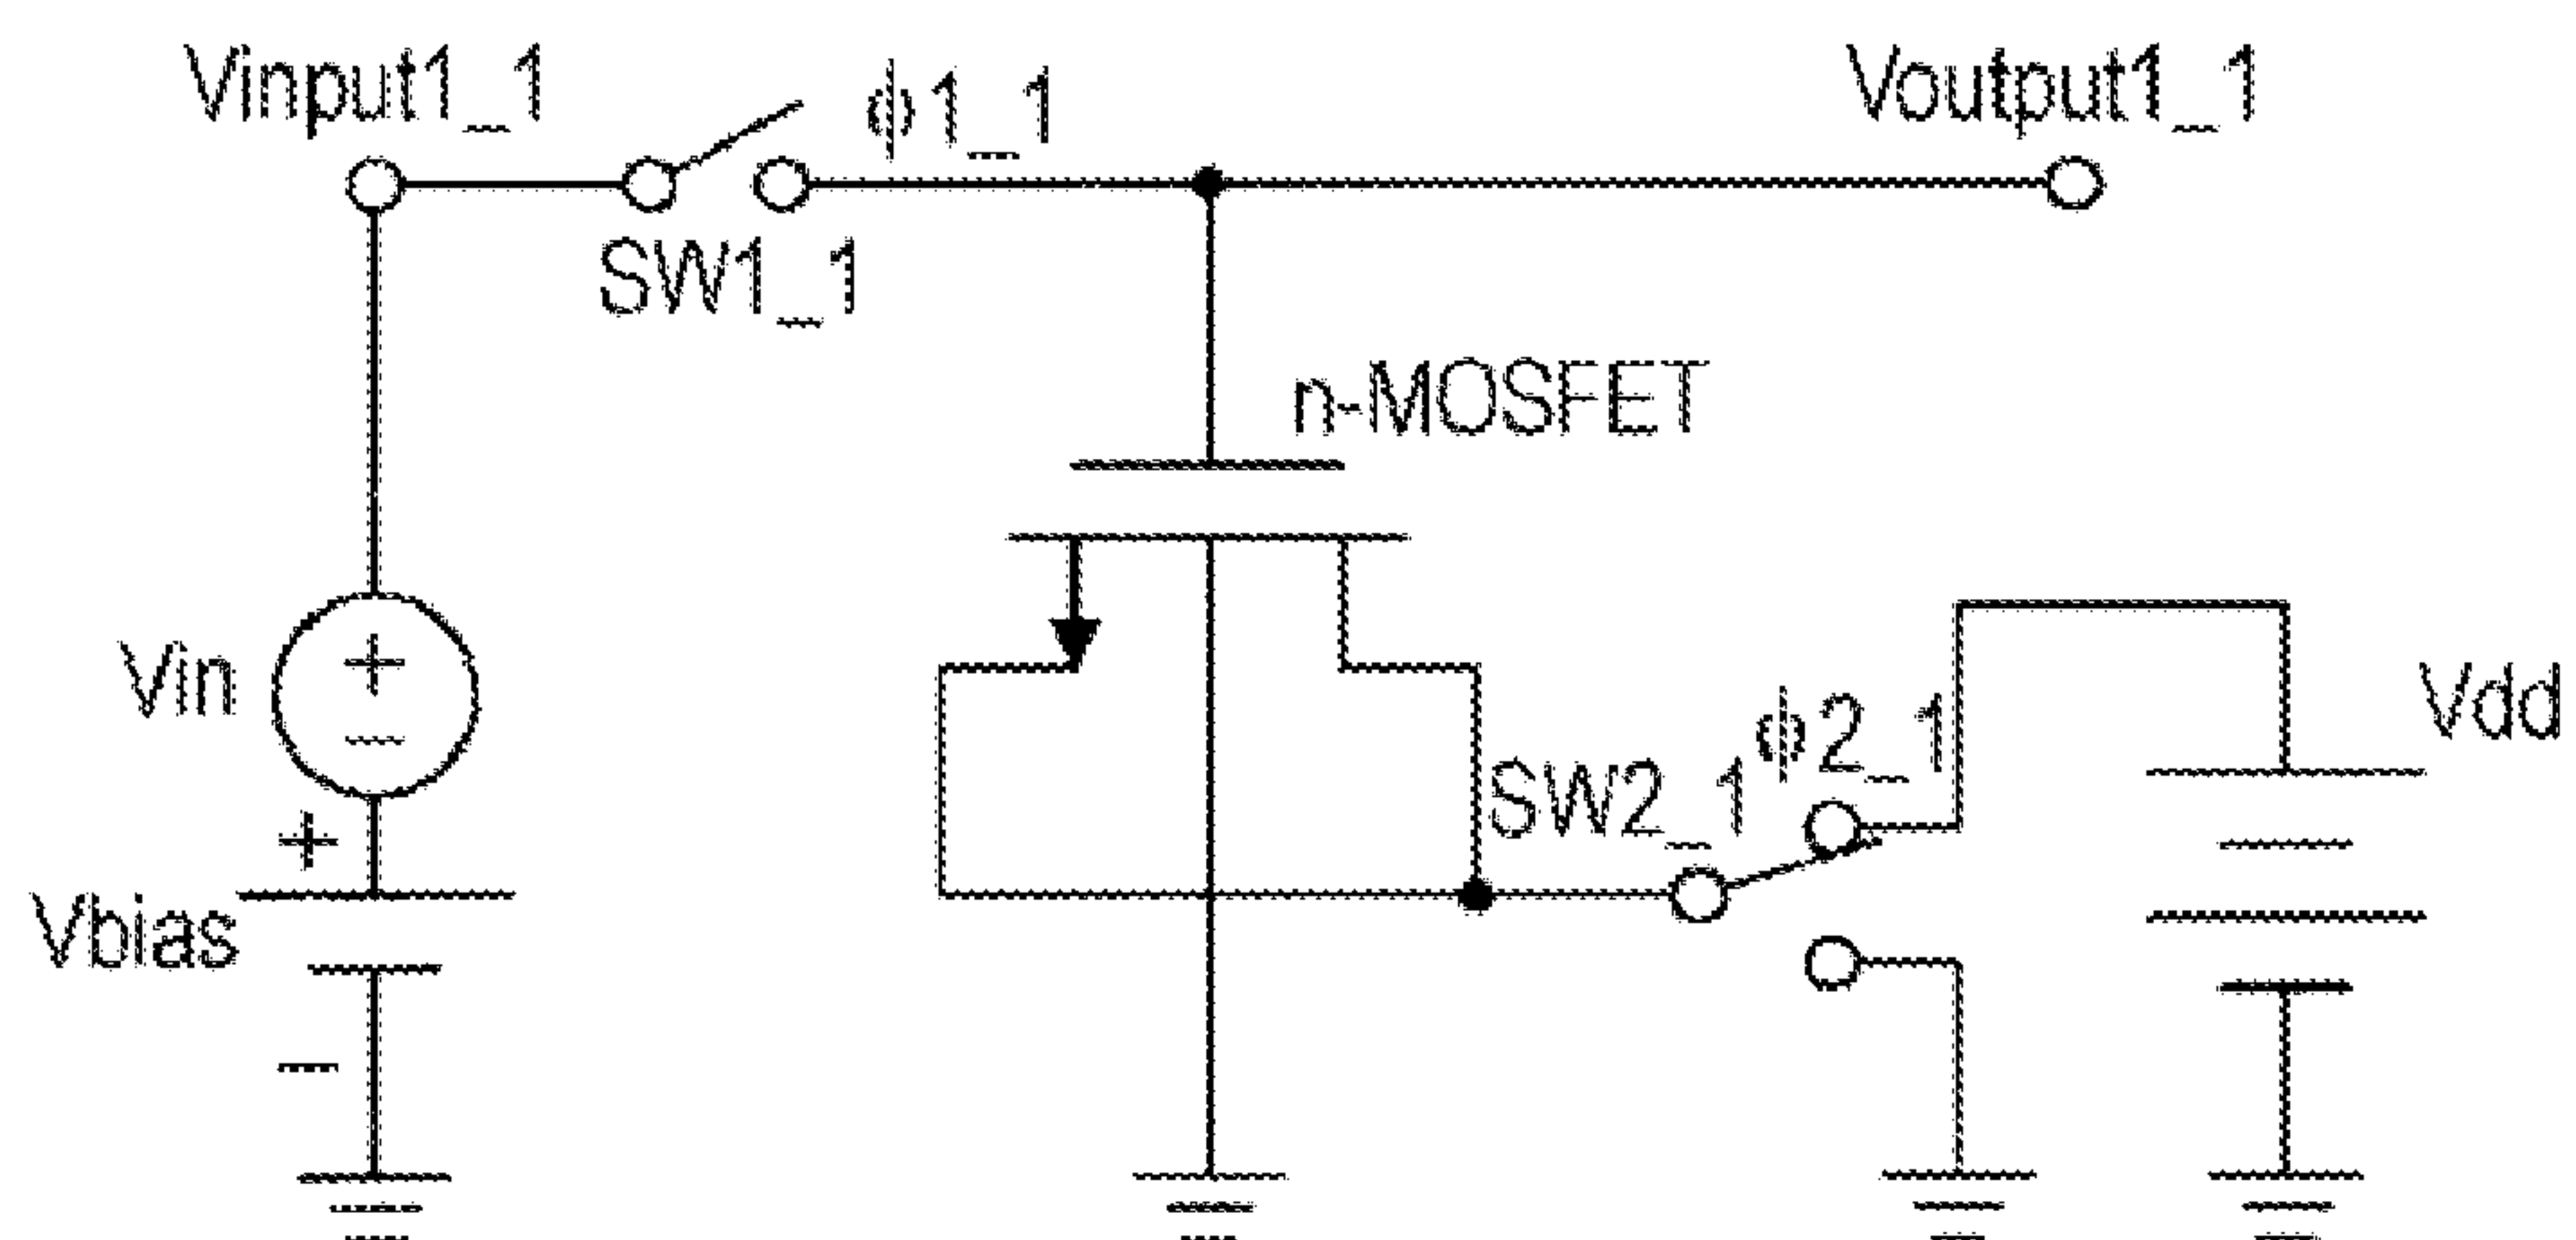 Vinput1_1
ϕ1_1
Voutput1_1
SW1_1
n-MOSFET
Vin
+
−
ϕ2_1
Vdd
SW2_1
+
Vbias
−